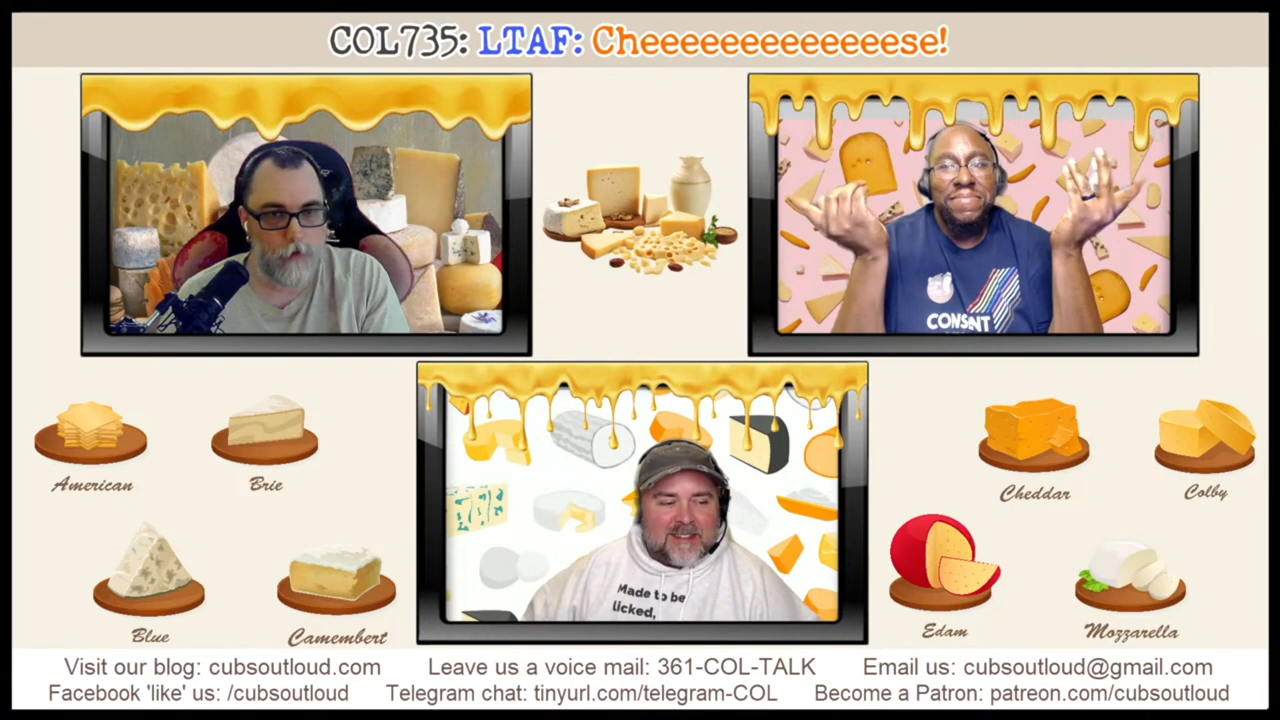 COL735: LTAF: Cheeeeeeeeeeeeeese!
CONSENT
Made to be
licked,
American
Brie
Cheddar
Colby
Blue
Camembert
Edam
Mozzarella
Visit our blog: cubsoutloud.com Leave us a voice mail: 361-COL-TALK Email us: cubsoutloud@gmail.com
Facebook 'like' us: /cubsoutloud Telegram chat: tinyurl.com/telegram-COL Become a Patron: patreon.com/cubsoutloud